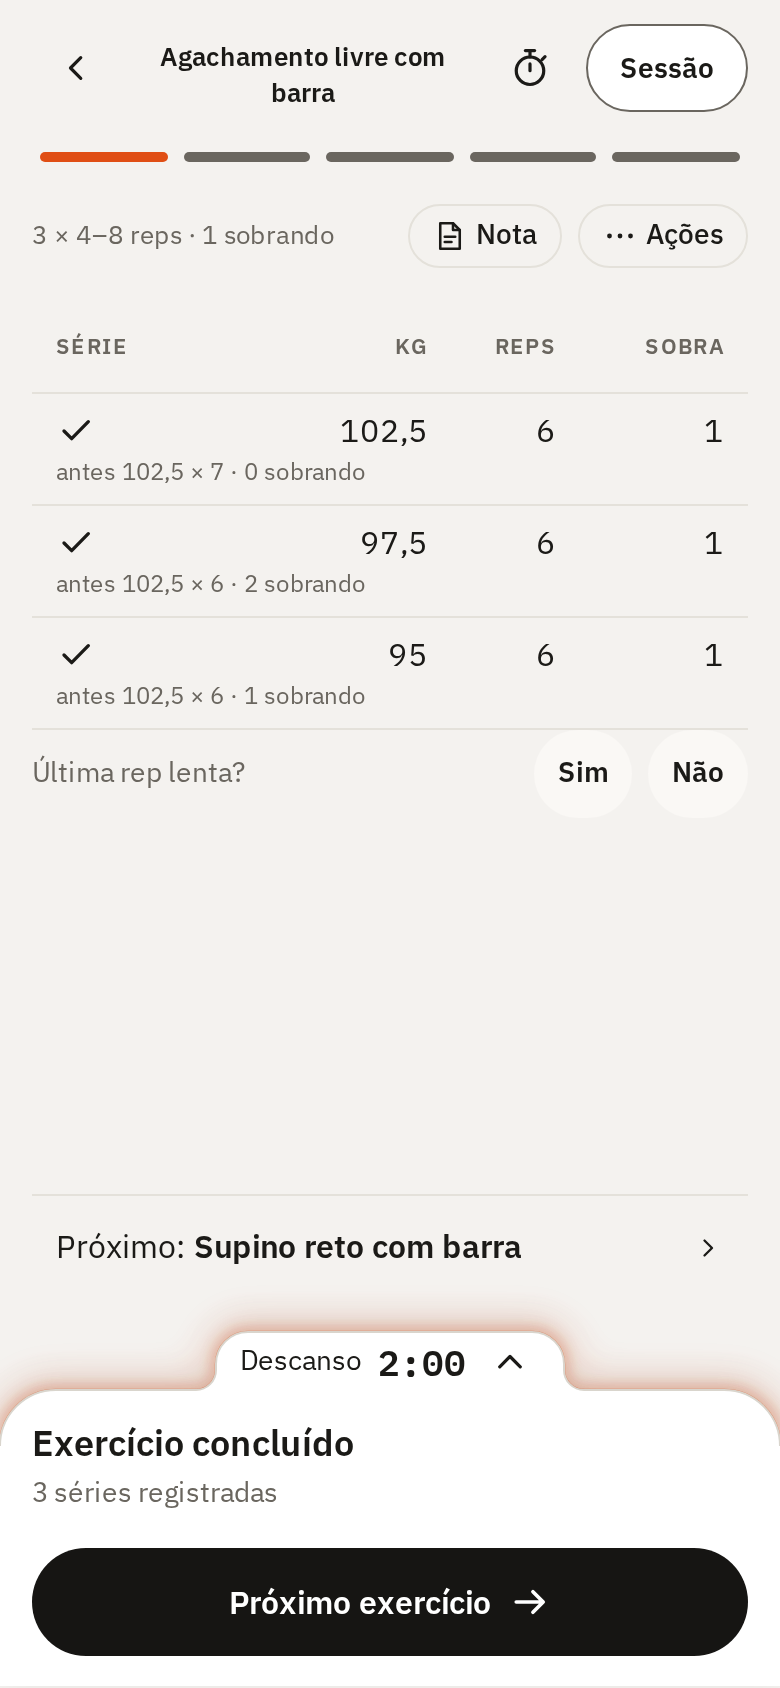 Agachamento livre com
barra
Sessão
3 × 4–8 reps · 1 sobrando
Nota
Ações
SÉRIE KG REPS SOBRA
102,5 6 1
antes 102,5 × 7 · 0 sobrando
97,5 6 1
antes 102,5 × 6 · 2 sobrando
95 6 1
antes 102,5 × 6 · 1 sobrando
Última rep lenta?
Sim
Não
Próximo: Supino reto com barra
Descanso 2:00
Exercício concluído
3 séries registradas
Próximo exercício